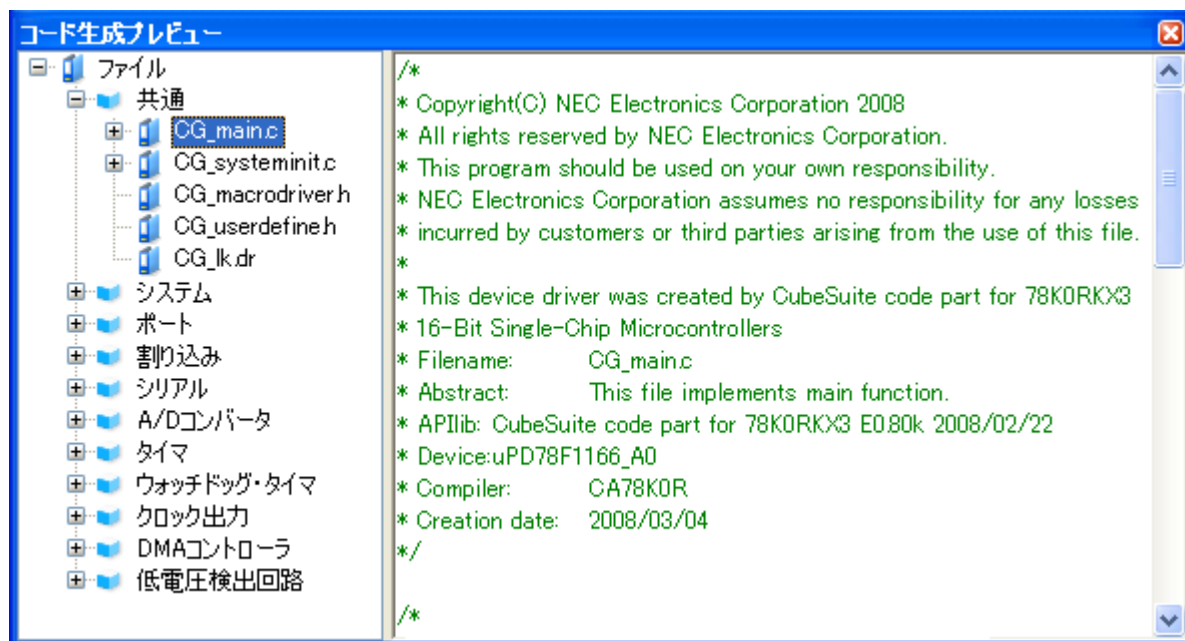 コード生成プレビュー
ファイル
共通
CG_main.c
CG_systeminit.c
CG_macrodriver.h
CG_userdefine.h
CG_lk.dr
システム
ポート
割り込み
シリアル
A/Dコンバータ
タイマ
ウォッチドッグ・タイマ
クロック出力
DMAコントローラ
低電圧検出回路
/*
* Copyright(C) NEC Electronics Corporation 2008
* All rights reserved by NEC Electronics Corporation.
* This program should be used on your own responsibility.
* NEC Electronics Corporation assumes no responsibility for any losses
* incurred by customers or third parties arising from the use of this file.
*
* This device driver was created by CubeSuite code part for 78K0RKX3
* 16-Bit Single-Chip Microcontrollers
* Filename: CG_main.c
* Abstract: This file implements main function.
* APIlib: CubeSuite code part for 78K0RKX3 E0.80k 2008/02/22
* Device:uPD78F1166_A0
* Compiler: CA78K0R
* Creation date: 2008/03/04
*/
/*